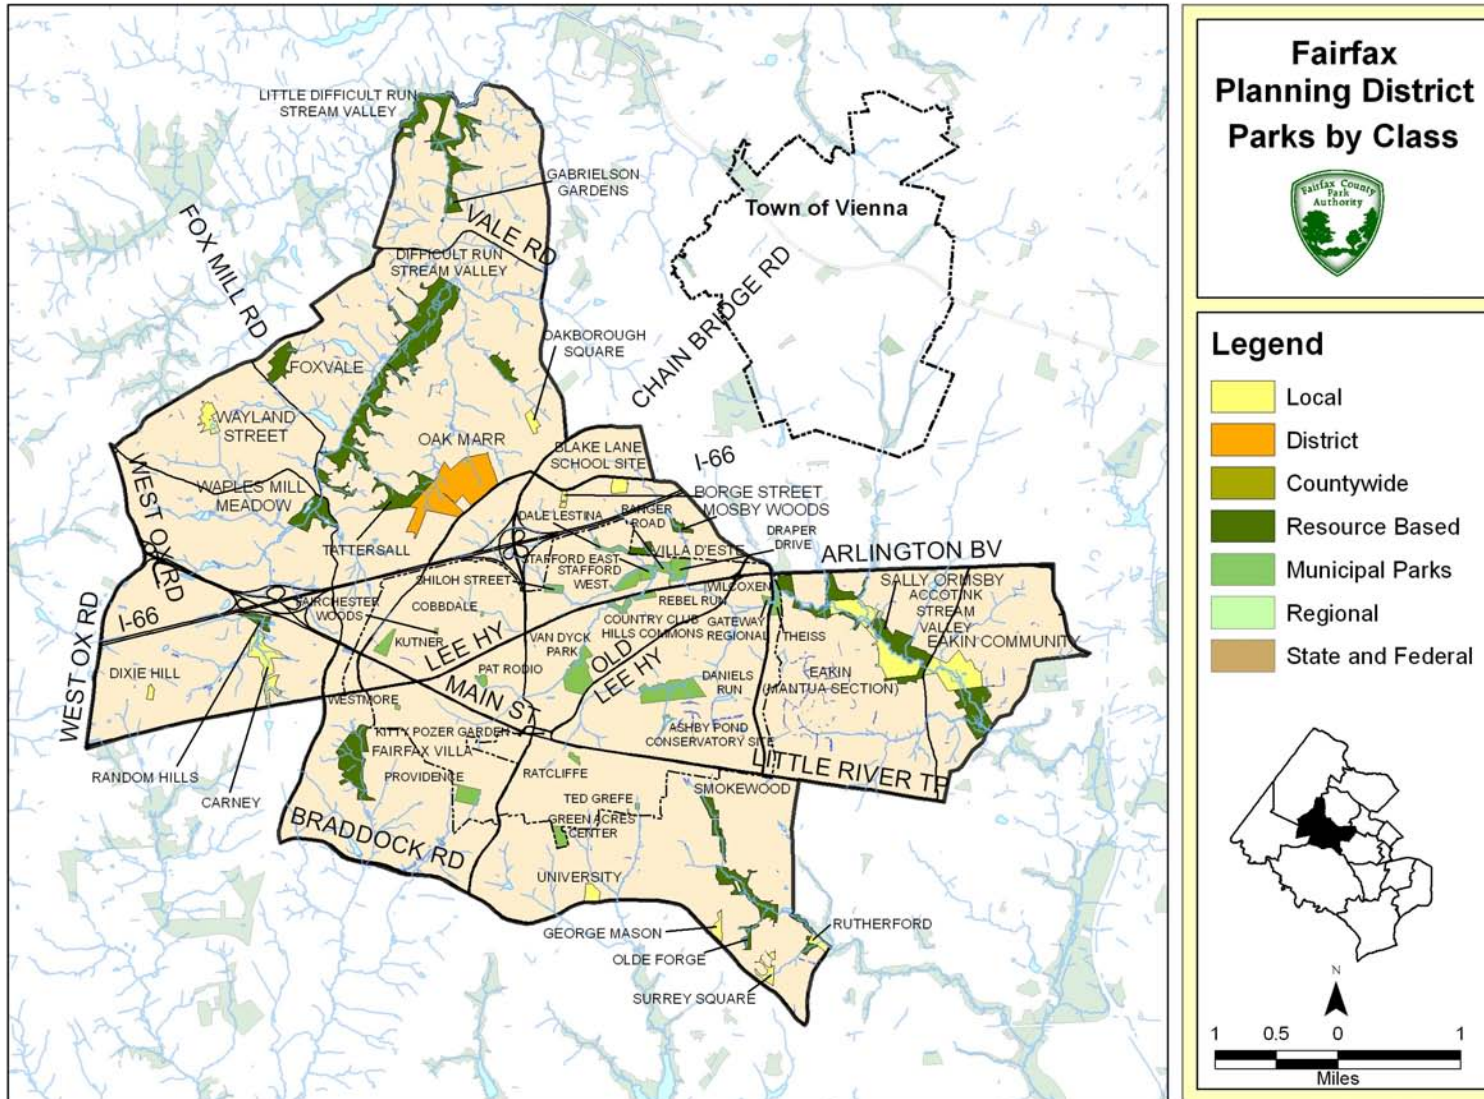 LITTLE DIFFICULT RUN
STREAM VALLEY
GABRIELSON
GARDENS
VALE RD
Town of Vienna
FOX MILL RD
DIFFICULT RUN
STREAM VALLEY
CHAIN BRIDGE RD
OAKBOROUGH
SQUARE
FOXVALE
WAYLAND
STREET
OAK MARR
BLAKE LANE
SCHOOL SITE
I-66
WEST OX RD
WAPLES MILL
MEADOW
BORGE STREET
MOSBY WOODS
DALE LESTINA
RANGER
ROAD
DRAPER
DRIVE
TATTERSALL
VILLA D'ESTE
ARLINGTON BV
STAFFORD EAST
STAFFORD
WEST
SHILOH STREET
WILCOXEN
SALLY ORMSBY
ACCOTINK
STREAM
VALLEY
FAIRCHESTER
WOODS
COBBDALE
REBEL RUN
I-66
KUTNER
LEE HY
COUNTRY CLUB
HILLS COMMONS
GATEWAY
REGIONAL
THEISS
EAKIN COMMUNITY
VAN DYCK
PARK
OLD
LEE HY
WEST OX RD
DIXIE HILL
PAT RODIO
DANIELS
RUN
EAKIN
(MANTUA SECTION)
MAIN ST
WESTMORE
KITTY POZER GARDEN
ASHBY POND
CONSERVATORY SITE
FAIRFAX VILLA
LITTLE RIVER TP
RANDOM HILLS
PROVIDENCE
RATCLIFFE
SMOKEWOOD
CARNEY
TED GREFE
BRADDOCK RD
GREEN ACRES
CENTER
UNIVERSITY
GEORGE MASON
RUTHERFORD
OLDE FORGE
SURREY SQUARE
Fairfax
Planning District
Parks by Class
Fairfax County
Park
Authority
Legend
Local
District
Countywide
Resource Based
Municipal Parks
Regional
State and Federal
N
1 0.5 0 1
Miles